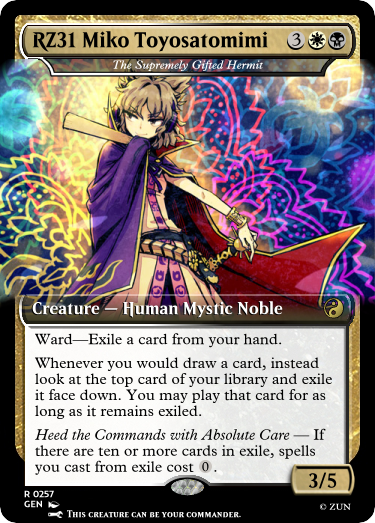 RZ31 Miko Toyosatomimi 3
The Supremely Gifted Hermit
Creature — Human Mystic Noble
Ward—Exile a card from your hand.
Whenever you would draw a card, instead
look at the top card of your library and exile
it face down. You may play that card for as
long as it remains exiled.
Heed the Commands with Absolute Care — If
there are ten or more cards in exile, spells
you cast from exile cost 0.
3/5
R 0257
GEN
THIS CREATURE CAN BE YOUR COMMANDER.
© ZUN